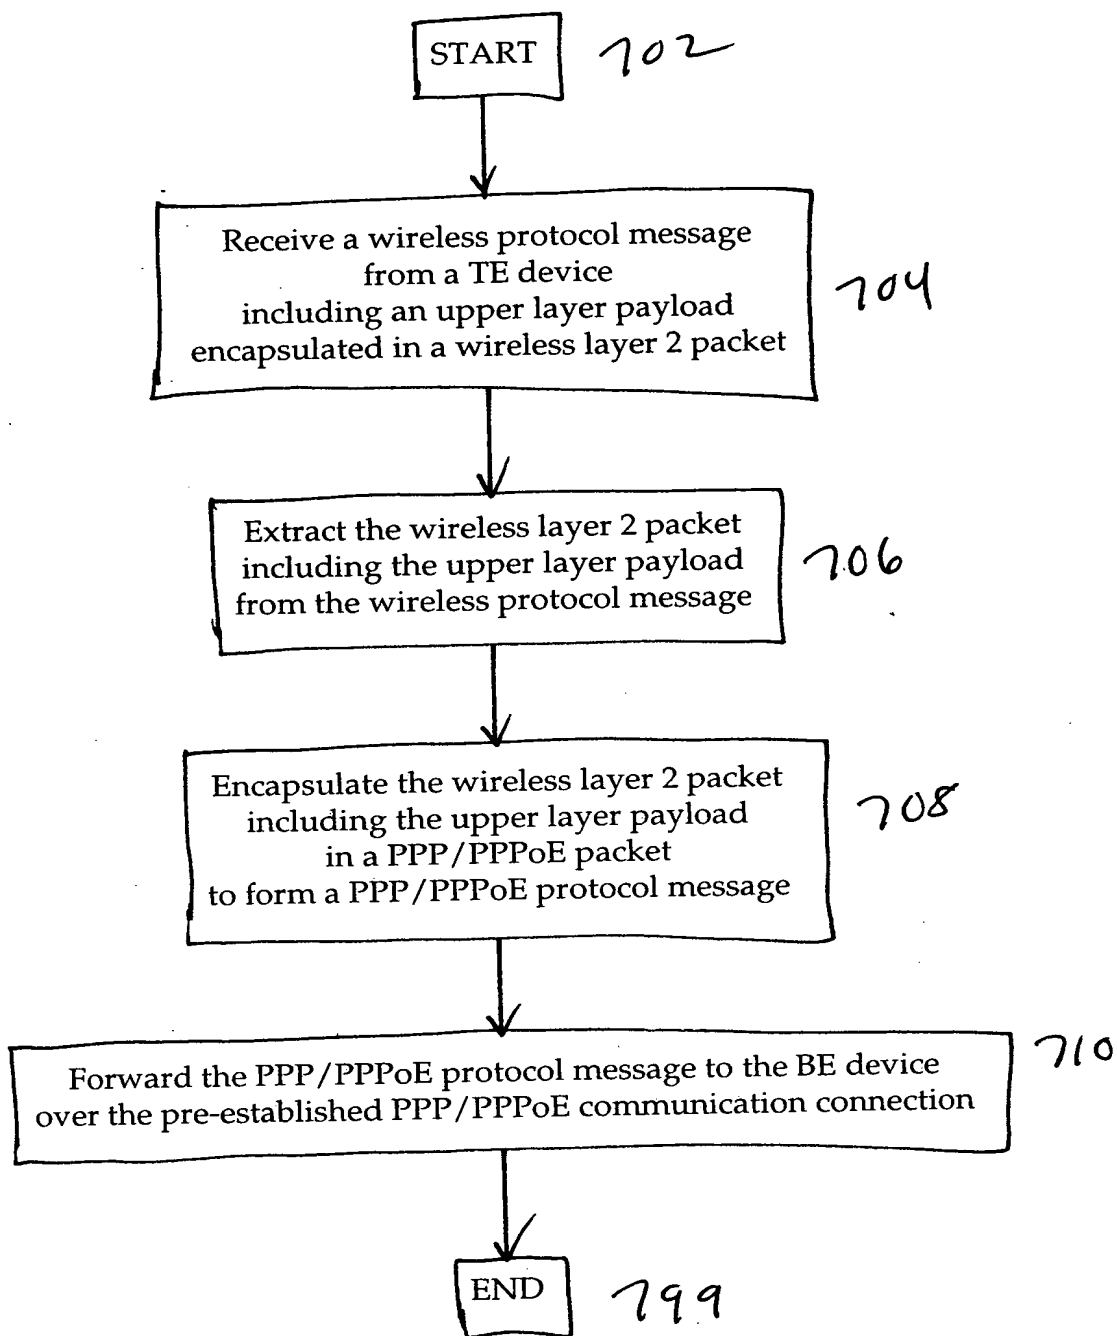 START 702
Receive a wireless protocol message
from a TE device
including an upper layer payload
encapsulated in a wireless layer 2 packet
704
Extract the wireless layer 2 packet
including the upper layer payload
from the wireless protocol message
706
Encapsulate the wireless layer 2 packet
including the upper layer payload
in a PPP/PPPoE packet
to form a PPP/PPPoE protocol message
708
Forward the PPP/PPPoE protocol message to the BE device
over the pre-established PPP/PPPoE communication connection
710
END 799